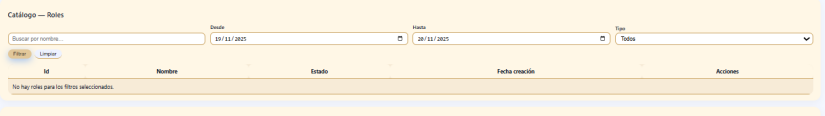 Catálogo — Roles
Desde
Hasta
Tipo
Buscar por nombre...
19/11/2025
20/11/2025
Todos
Filtrar
Limpiar
Id
Nombre
Estado
Fecha creación
Acciones
No hay roles para los filtros seleccionados.